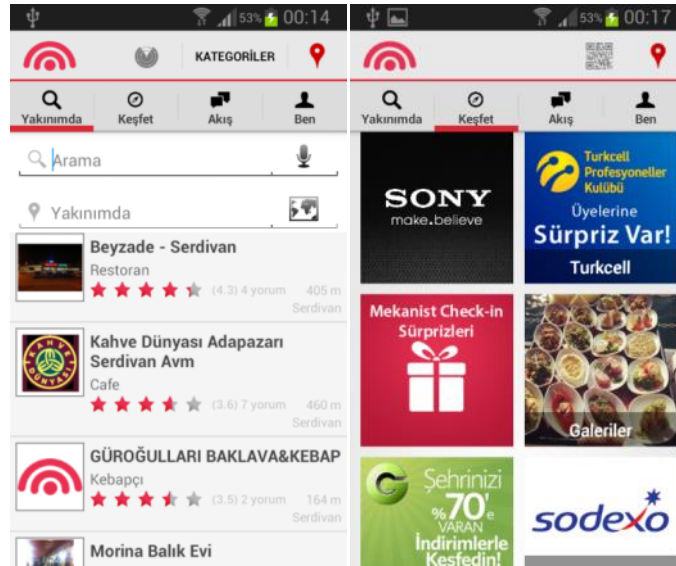 53% 00:14
KATEGORİLER
Yakınımda Keşfet Akış Ben
Arama
Yakınımda
Beyzade - Serdivan
Restoran
(4.3) 4 yorum 405 m
Serdivan
KAHVE DÜNYASI
Kahve Dünyası Adapazarı
Serdivan Avm
Cafe
(3.6) 7 yorum 460 m
Serdivan
GÜROĞULLARI BAKLAVA&KEBAP
Kebapçı
(3.5) 2 yorum 164 m
Serdivan
Morina Balık Evi
53% 00:17
Yakınımda Keşfet Akış Ben
SONY
make.believe
Turkcell
Profesyoneller
Kulübü
Üyelerine
Sürpriz Var!
Turkcell
Mekanist Check-in
Sürprizleri
Galeriler
Şehrinizi
%70'e
VARAN
İndirimlerle
Keşfedin!
sodexo